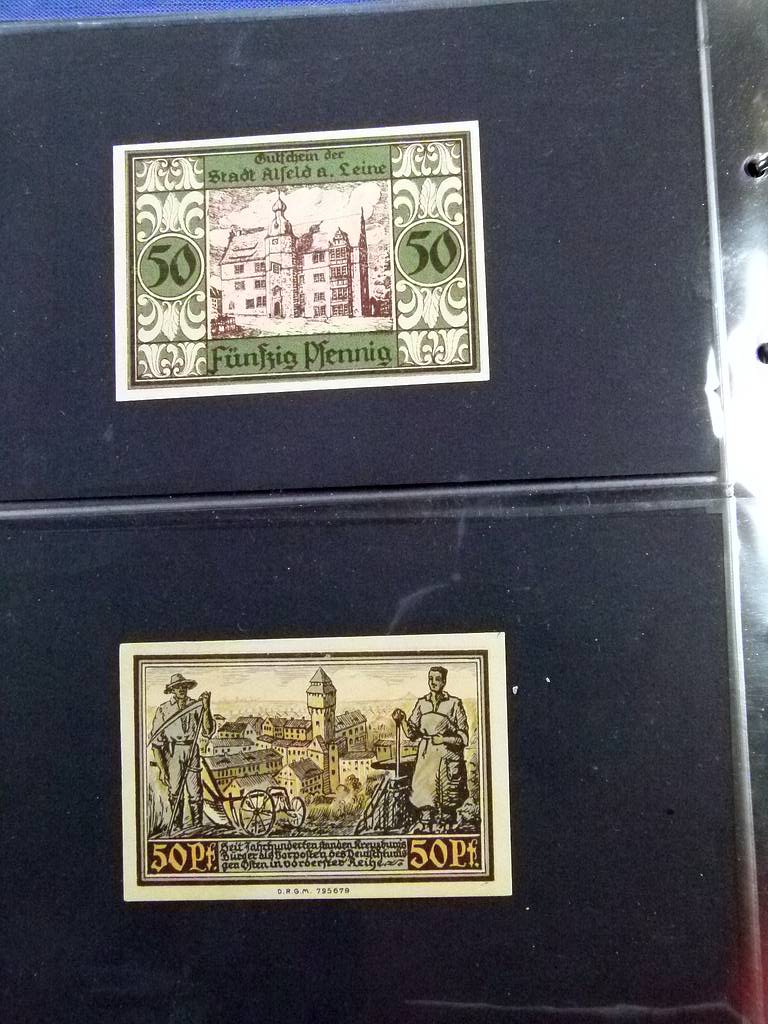 Gutschein der
Stadt Alfeld a. Leine
50
50
Fünfzig Pfennig
50 Pf.
Seit Jahrhunderten standen Kreuzburgs
Bürger als Vorposten des Deutschtums
gen Osten in vorderster Reihe.
50 Pf.
D.R.G.M. 795679